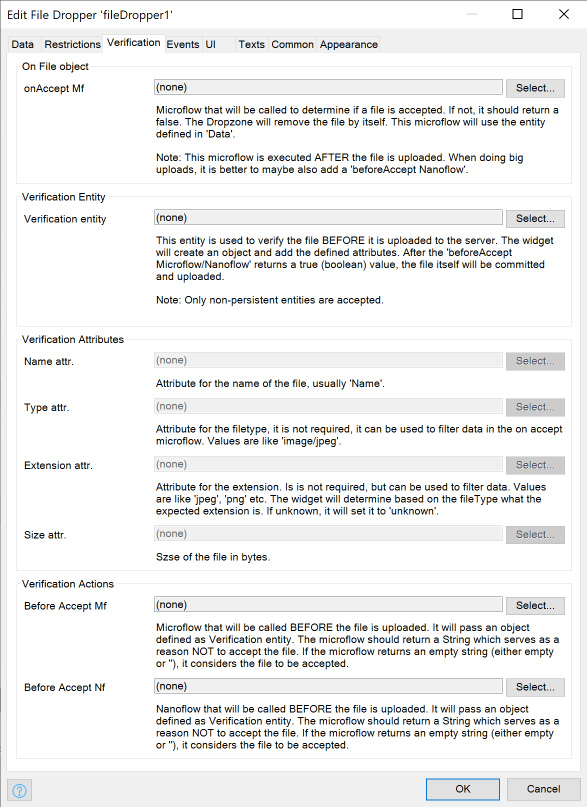 Edit File Dropper 'fileDropper1'
Data Restrictions Verification Events UI Texts Common Appearance
On File object
onAccept Mf (none) Select...
Microflow that will be called to determine if a file is accepted. If not, it should return a
false. The Dropzone will remove the file by itself. This microflow will use the entity
defined in 'Data'.
Note: This microflow is executed AFTER the file is uploaded. When doing big
uploads, it is better to maybe also add a 'beforeAccept Nanoflow'.
Verification Entity
Verification entity (none) Select...
This entity is used to verify the file BEFORE it is uploaded to the server. The widget
will create an object and add the defined attributes. After the 'beforeAccept
Microflow/Nanoflow' returns a true (boolean) value, the file itself will be committed
and uploaded.
Note: Only non-persistent entities are accepted.
Verification Attributes
Name attr. (none) Select...
Attribute for the name of the file, usually 'Name'.
Type attr. (none) Select...
Attribute for the filetype, it is not required, it can be used to filter data in the on accept
microflow. Values are like 'image/jpeg'.
Extension attr. (none) Select...
Attribute for the extension. Is is not required, but can be used to filter data. Values
are like 'jpeg', 'png' etc. The widget will determine based on the fileType what the
expected extension is. If unknown, it will set it to 'unknown'.
Size attr. (none) Select...
Szse of the file in bytes.
Verification Actions
Before Accept Mf (none) Select...
Microflow that will be called BEFORE the file is uploaded. It will pass an object
defined as Verification entity. The microflow should return a String which serves as a
reason NOT to accept the file. If the microflow returns an empty string (either empty
or ''), it considers the file to be accepted.
Before Accept Nf (none) Select...
Nanoflow that will be called BEFORE the file is uploaded. It will pass an object
defined as Verification entity. The microflow should return a String which serves as a
reason NOT to accept the file. If the microflow returns an empty string (either empty
or ''), it considers the file to be accepted.
? OK Cancel